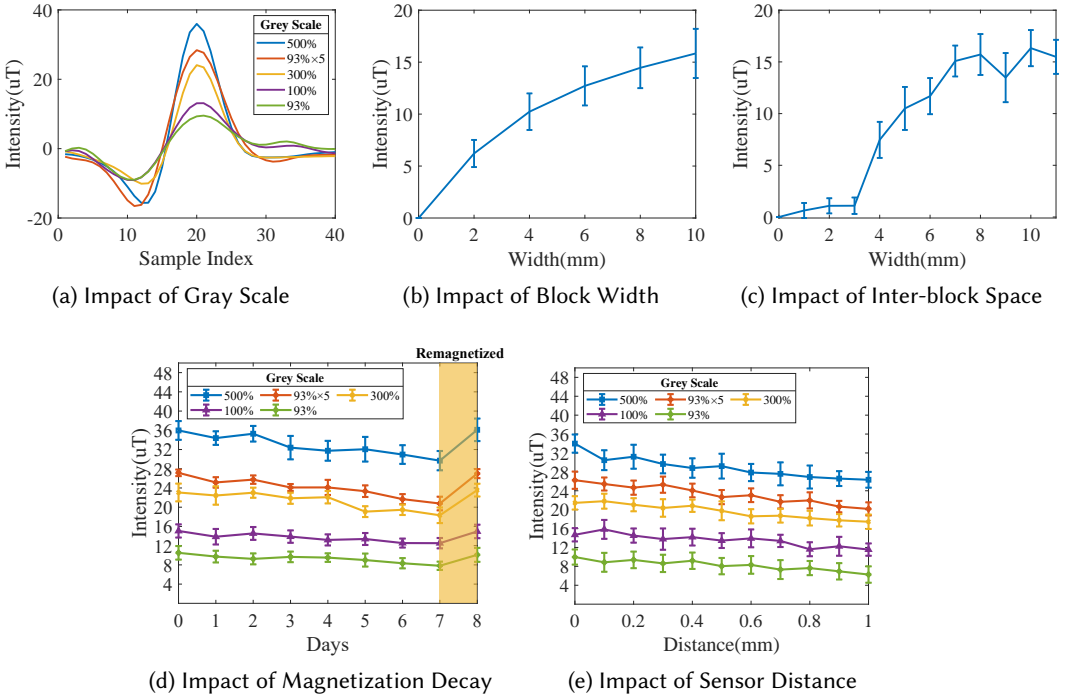 Intensity(uT)
40
20
0
-20
0
10
20
30
40
Sample Index
Grey Scale
500%
93%×5
300%
100%
93%
(a) Impact of Gray Scale
Intensity(uT)
20
15
10
5
0
0
2
4
6
8
10
Width(mm)
(b) Impact of Block Width
Intensity(uT)
20
15
10
5
0
0
2
4
6
8
10
Width(mm)
(c) Impact of Inter-block Space
Remagnetized
Intensity(uT)
48
44
40
36
32
28
24
20
16
12
8
4
Grey Scale
500% 93%×5 300%
100% 93%
0 1 2 3 4 5 6 7 8
Days
(d) Impact of Magnetization Decay
Intensity(uT)
48
44
40
36
32
28
24
20
16
12
8
4
Grey Scale
500% 93%×5 300%
100% 93%
0 0.2 0.4 0.6 0.8 1
Distance(mm)
(e) Impact of Sensor Distance